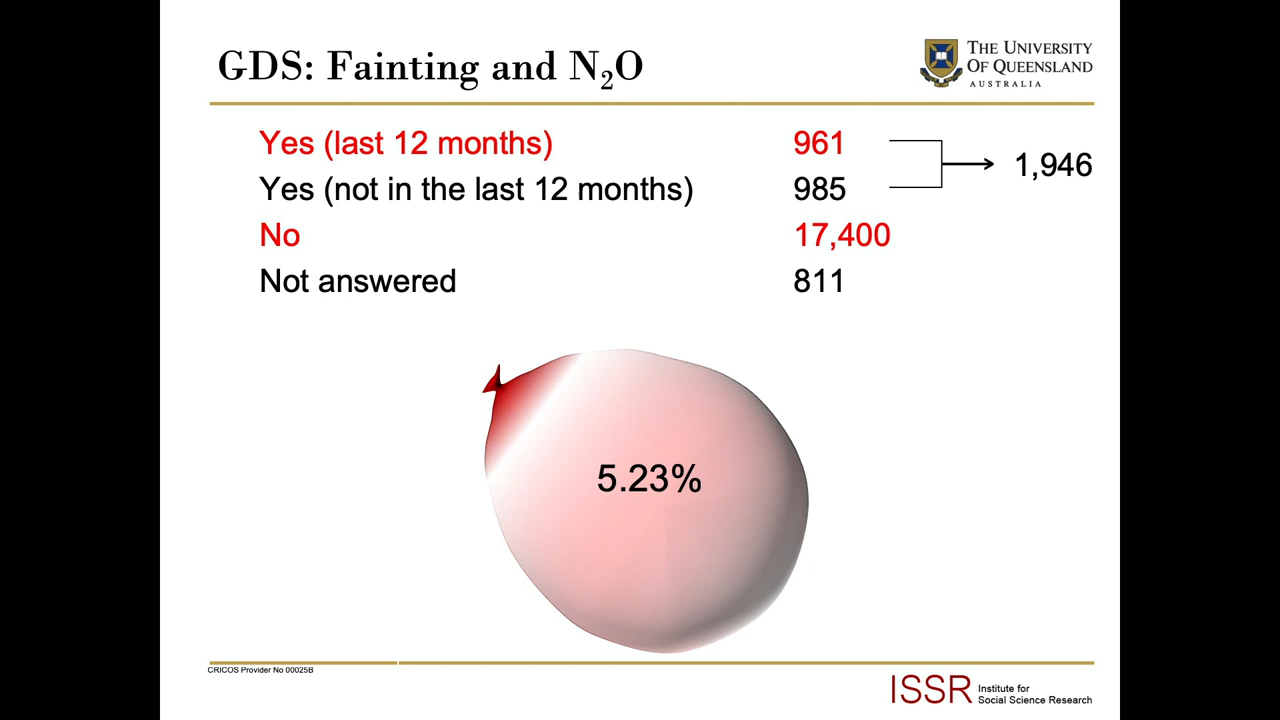 GDS: Fainting and N₂O
THE UNIVERSITY
OF QUEENSLAND
AUSTRALIA
Yes (last 12 months) 961
Yes (not in the last 12 months) 985
1,946
No 17,400
Not answered 811
5.23%
CRICOS Provider No 00025B
ISSR Institute for
Social Science Research